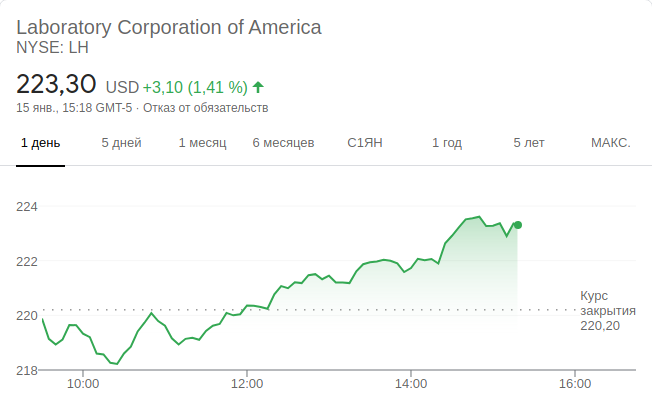 Laboratory Corporation of America
NYSE: LH
223,30 USD +3,10 (1,41 %)
15 янв., 15:18 GMT-5 · Отказ от обязательств
1 день 5 дней 1 месяц 6 месяцев С1ЯН 1 год 5 лет МАКС.
224
222
220
218
Курс
закрытия
220,20
10:00 12:00 14:00 16:00